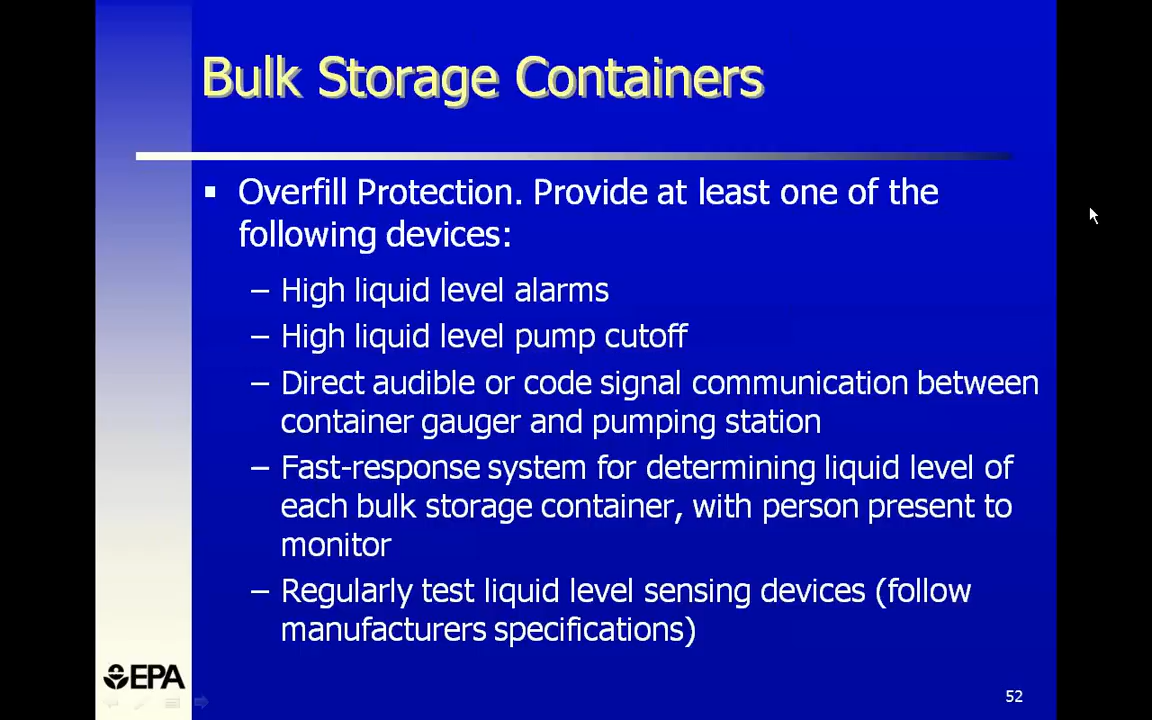 Bulk Storage Containers
▪ Overfill Protection. Provide at least one of the
following devices:
– High liquid level alarms
– High liquid level pump cutoff
– Direct audible or code signal communication between
container gauger and pumping station
– Fast-response system for determining liquid level of
each bulk storage container, with person present to
monitor
– Regularly test liquid level sensing devices (follow
manufacturers specifications)
EPA
52